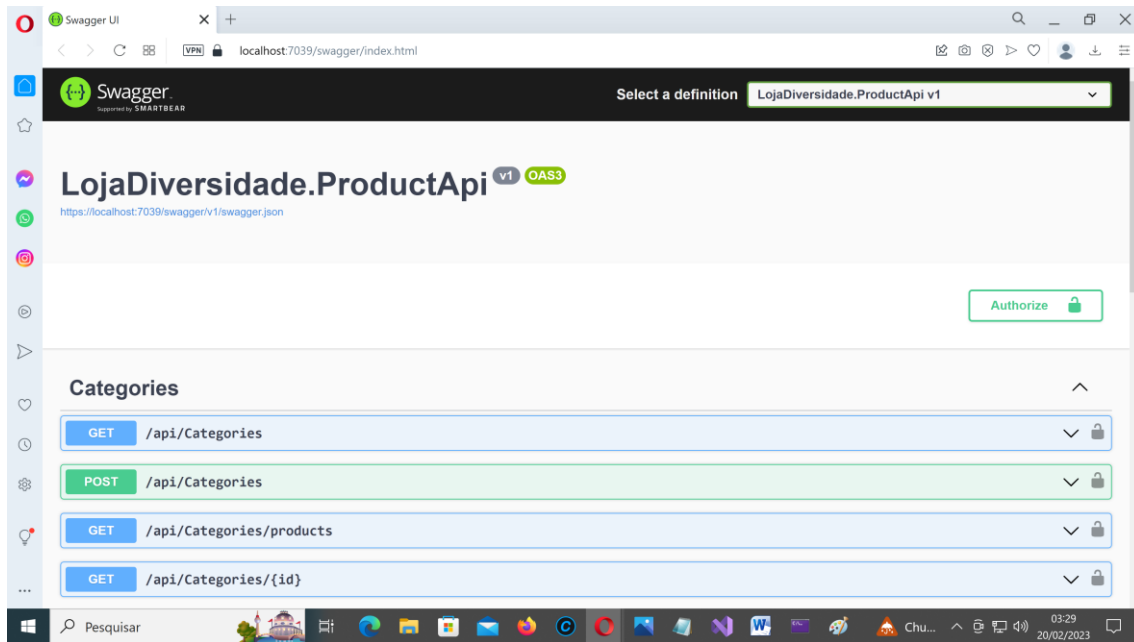 Swagger UI
VPN localhost:7039/swagger/index.html
Swagger.
Supported by SMARTBEAR
Select a definition LojaDiversidade.ProductApi v1
LojaDiversidade.ProductApi v1 OAS3
https://localhost:7039/swagger/v1/swagger.json
Authorize
Categories
GET /api/Categories
POST /api/Categories
GET /api/Categories/products
GET /api/Categories/{id}
Pesquisar
Chu...
03:29
20/02/2023